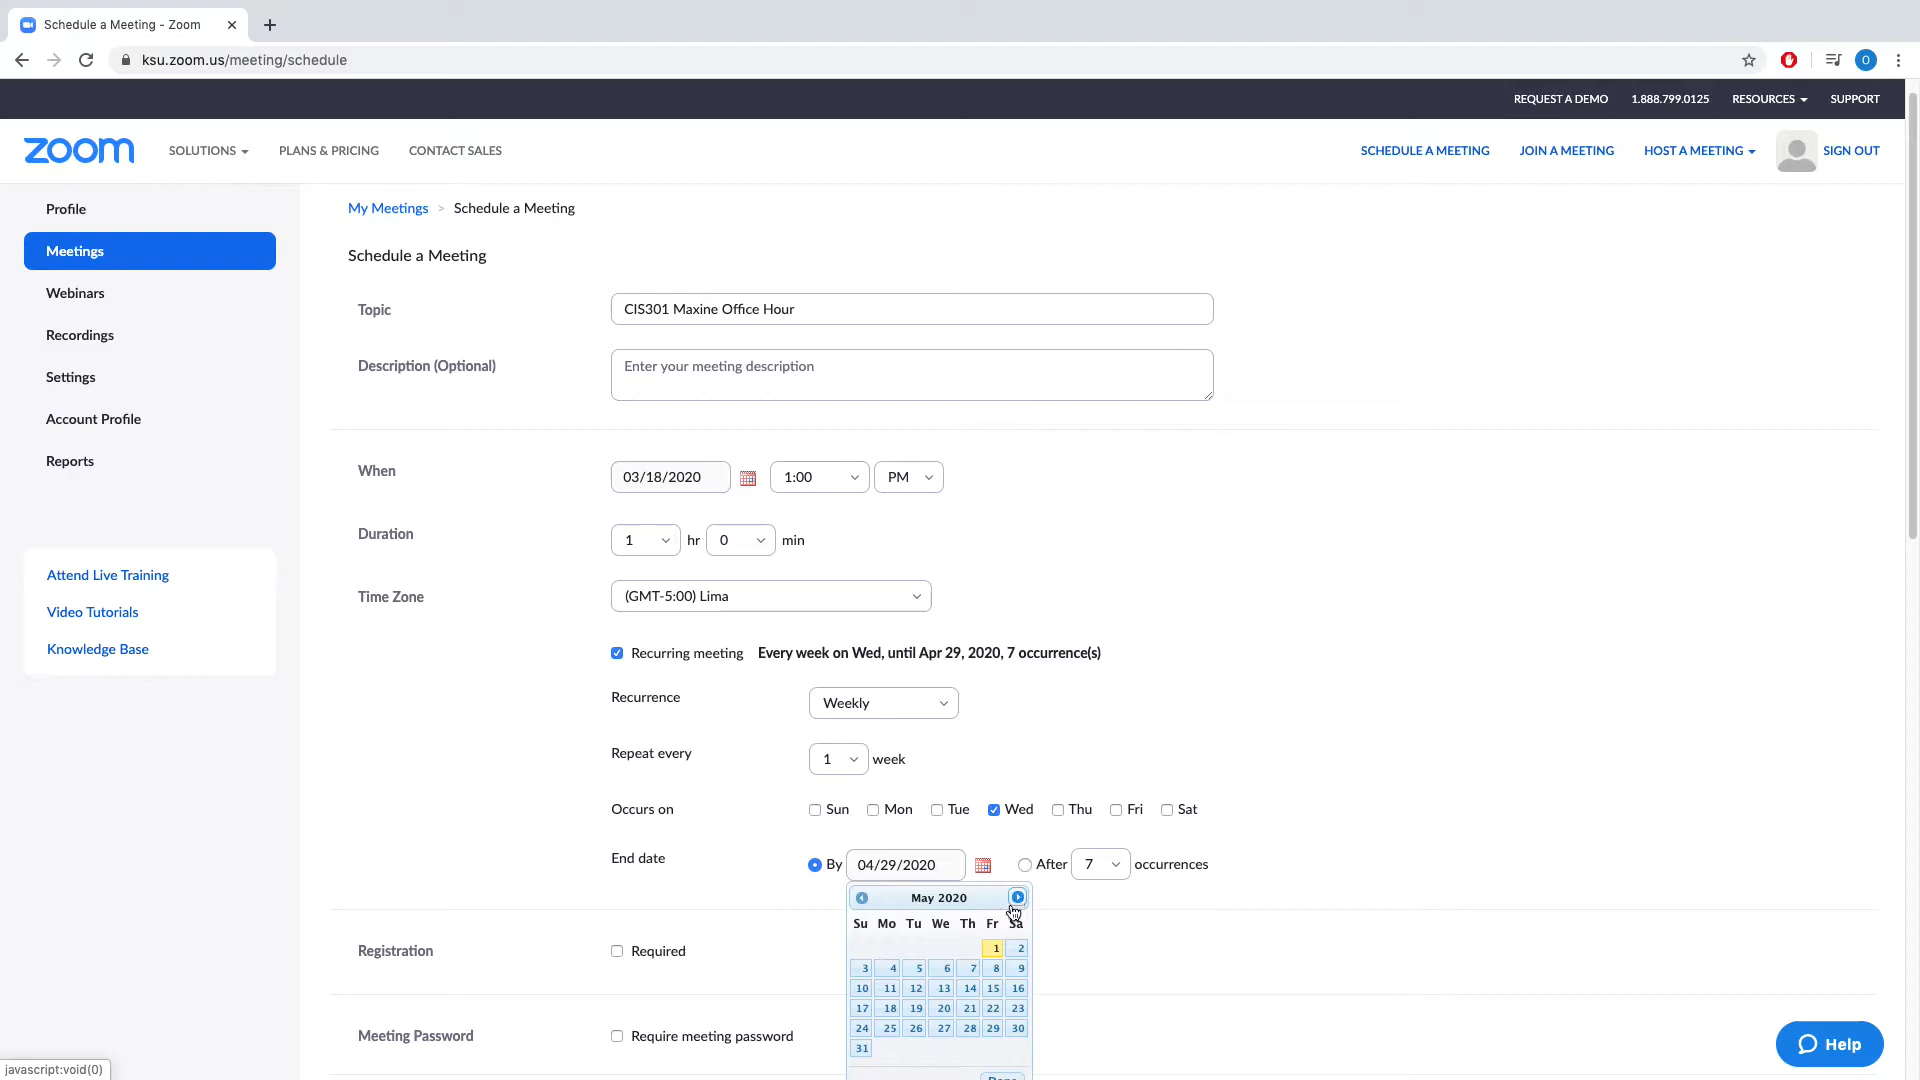 Schedule a Meeting - Zoom
ksu.zoom.us/meeting/schedule
O
REQUEST A DEMO 1.888.799.0125 RESOURCES SUPPORT
zoom SOLUTIONS PLANS & PRICING CONTACT SALES SCHEDULE A MEETING JOIN A MEETING HOST A MEETING SIGN OUT
Profile
Meetings
Webinars
Recordings
Settings
Account Profile
Reports
Attend Live Training
Video Tutorials
Knowledge Base
My Meetings > Schedule a Meeting
Schedule a Meeting
Topic CIS301 Maxine Office Hour
Description (Optional) Enter your meeting description
When 03/18/2020 1:00 PM
Duration 1 hr 0 min
Time Zone (GMT-5:00) Lima
Recurring meeting Every week on Wed, until Apr 29, 2020, 7 occurrence(s)
Recurrence Weekly
Repeat every 1 week
Occurs on Sun Mon Tue Wed Thu Fri Sat
End date By 04/29/2020 After 7 occurrences
May 2020
Su Mo Tu We Th Fr Sa
1 2
3 4 5 6 7 8 9
10 11 12 13 14 15 16
17 18 19 20 21 22 23
24 25 26 27 28 29 30
31
Registration Required
Meeting Password Require meeting password
Help
javascript:void(0)